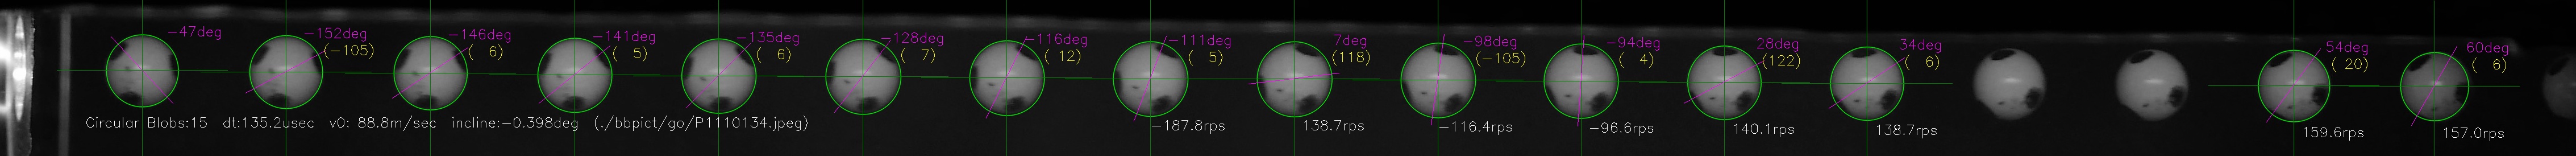 -47deg
-152deg
(-105)
-146deg
( 6)
-141deg
( 5)
-135deg
( 6)
-128deg
( 7)
-116deg
( 12)
-111deg
( 5)
7deg
(118)
-98deg
(-105)
-94deg
( 4)
28deg
(122)
34deg
( 6)
54deg
( 20)
60deg
( 6)
Circular Blobs:15 dt:135.2usec v0: 88.8m/sec incline:-0.398deg (./bbpict/go/P1110134.jpeg)
-187.8rps
138.7rps
-116.4rps
-96.6rps
140.1rps
138.7rps
159.6rps
157.0rps